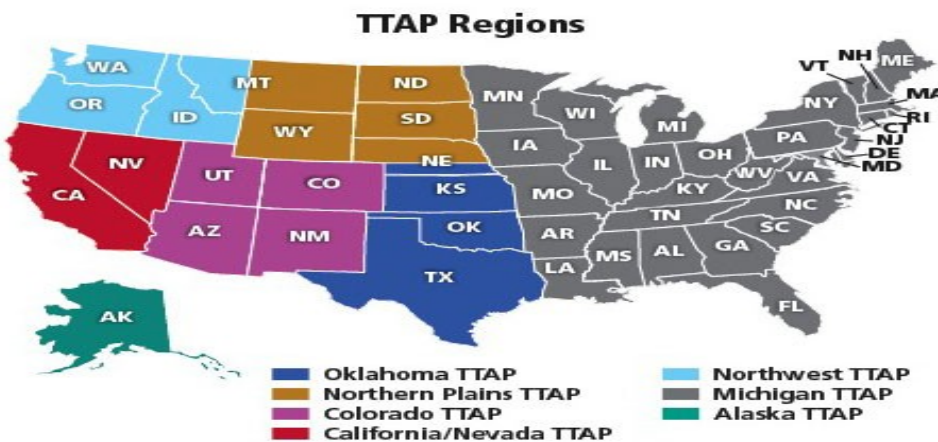 TTAP Regions
WA
MT
ND
OR
ID
SD
WY
NE
NV
UT
CO
KS
CA
AZ
NM
OK
TX
AK
MN
WI
MI
IA
IL
IN
OH
MO
KY
WV
VA
PA
NY
VT
NH
ME
MA
RI
CT
NJ
DE
MD
NC
TN
SC
AR
MS
AL
GA
LA
FL
Oklahoma TTAP
Northern Plains TTAP
Colorado TTAP
California/Nevada TTAP
Northwest TTAP
Michigan TTAP
Alaska TTAP